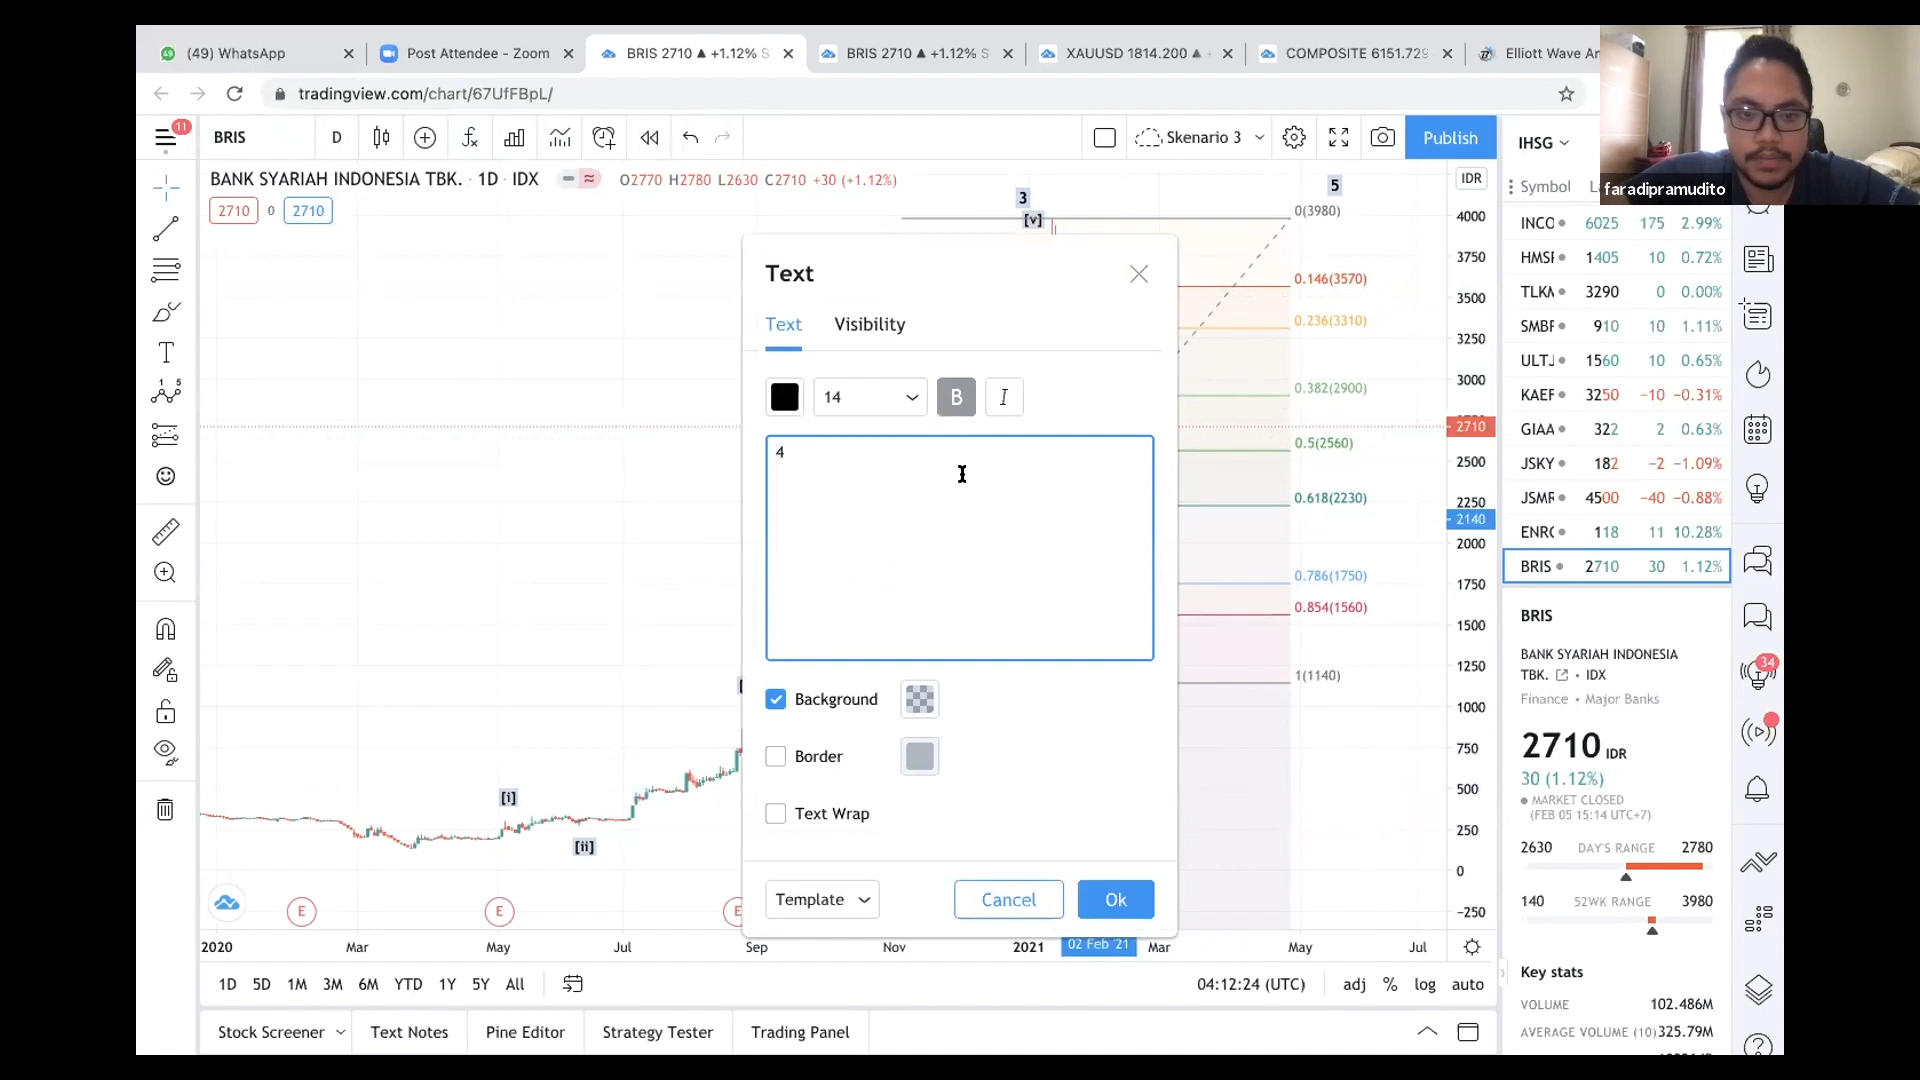 (49) WhatsApp
Post Attendee - Zoom
BRIS 2710 ▲ +1.12% S
BRIS 2710 ▲ +1.12% S
XAUUSD 1814.200 ▲
COMPOSITE 6151.729
Elliott Wave An
tradingview.com/chart/67UfFBpL/
faradipramudito
11
BRIS
D
Skenario 3
Publish
IHSG
BANK SYARIAH INDONESIA TBK. · 1D · IDX
O2770 H2780 L2630 C2710 +30 (+1.12%)
2710
0
2710
IDR
Symbol
3
[v]
5
0(3980)
0.146(3570)
0.236(3310)
0.382(2900)
0.5(2560)
0.618(2230)
0.786(1750)
0.854(1560)
1(1140)
4000
3750
3500
3250
3000
2710
2500
2250
2140
2000
1750
1500
1250
1000
750
500
250
0
−250
Text
Text
Visibility
14
B
I
4
Background
Border
Text Wrap
Template
Cancel
Ok
[i]
[ii]
E
E
E
2020
Mar
May
Jul
Sep
Nov
2021
02 Feb '21
Mar
May
Jul
1D
5D
1M
3M
6M
YTD
1Y
5Y
All
04:12:24 (UTC)
adj
%
log
auto
Stock Screener
Text Notes
Pine Editor
Strategy Tester
Trading Panel
INCO 6025 175 2.99%
HMSP 1405 10 0.72%
TLKM 3290 0 0.00%
SMBR 910 10 1.11%
ULTJ 1560 10 0.65%
KAEF 3250 −10 −0.31%
GIAA 322 2 0.63%
JSKY 182 −2 −1.09%
JSMR 4500 −40 −0.88%
ENRG 118 11 10.28%
BRIS 2710 30 1.12%
BRIS
BANK SYARIAH INDONESIA
TBK. • IDX
Finance • Major Banks
2710 IDR
30 (1.12%)
MARKET CLOSED
(FEB 05 15:14 UTC+7)
2630 DAY'S RANGE 2780
140 52WK RANGE 3980
Key stats
VOLUME 102.486M
AVERAGE VOLUME (10) 325.79M
34